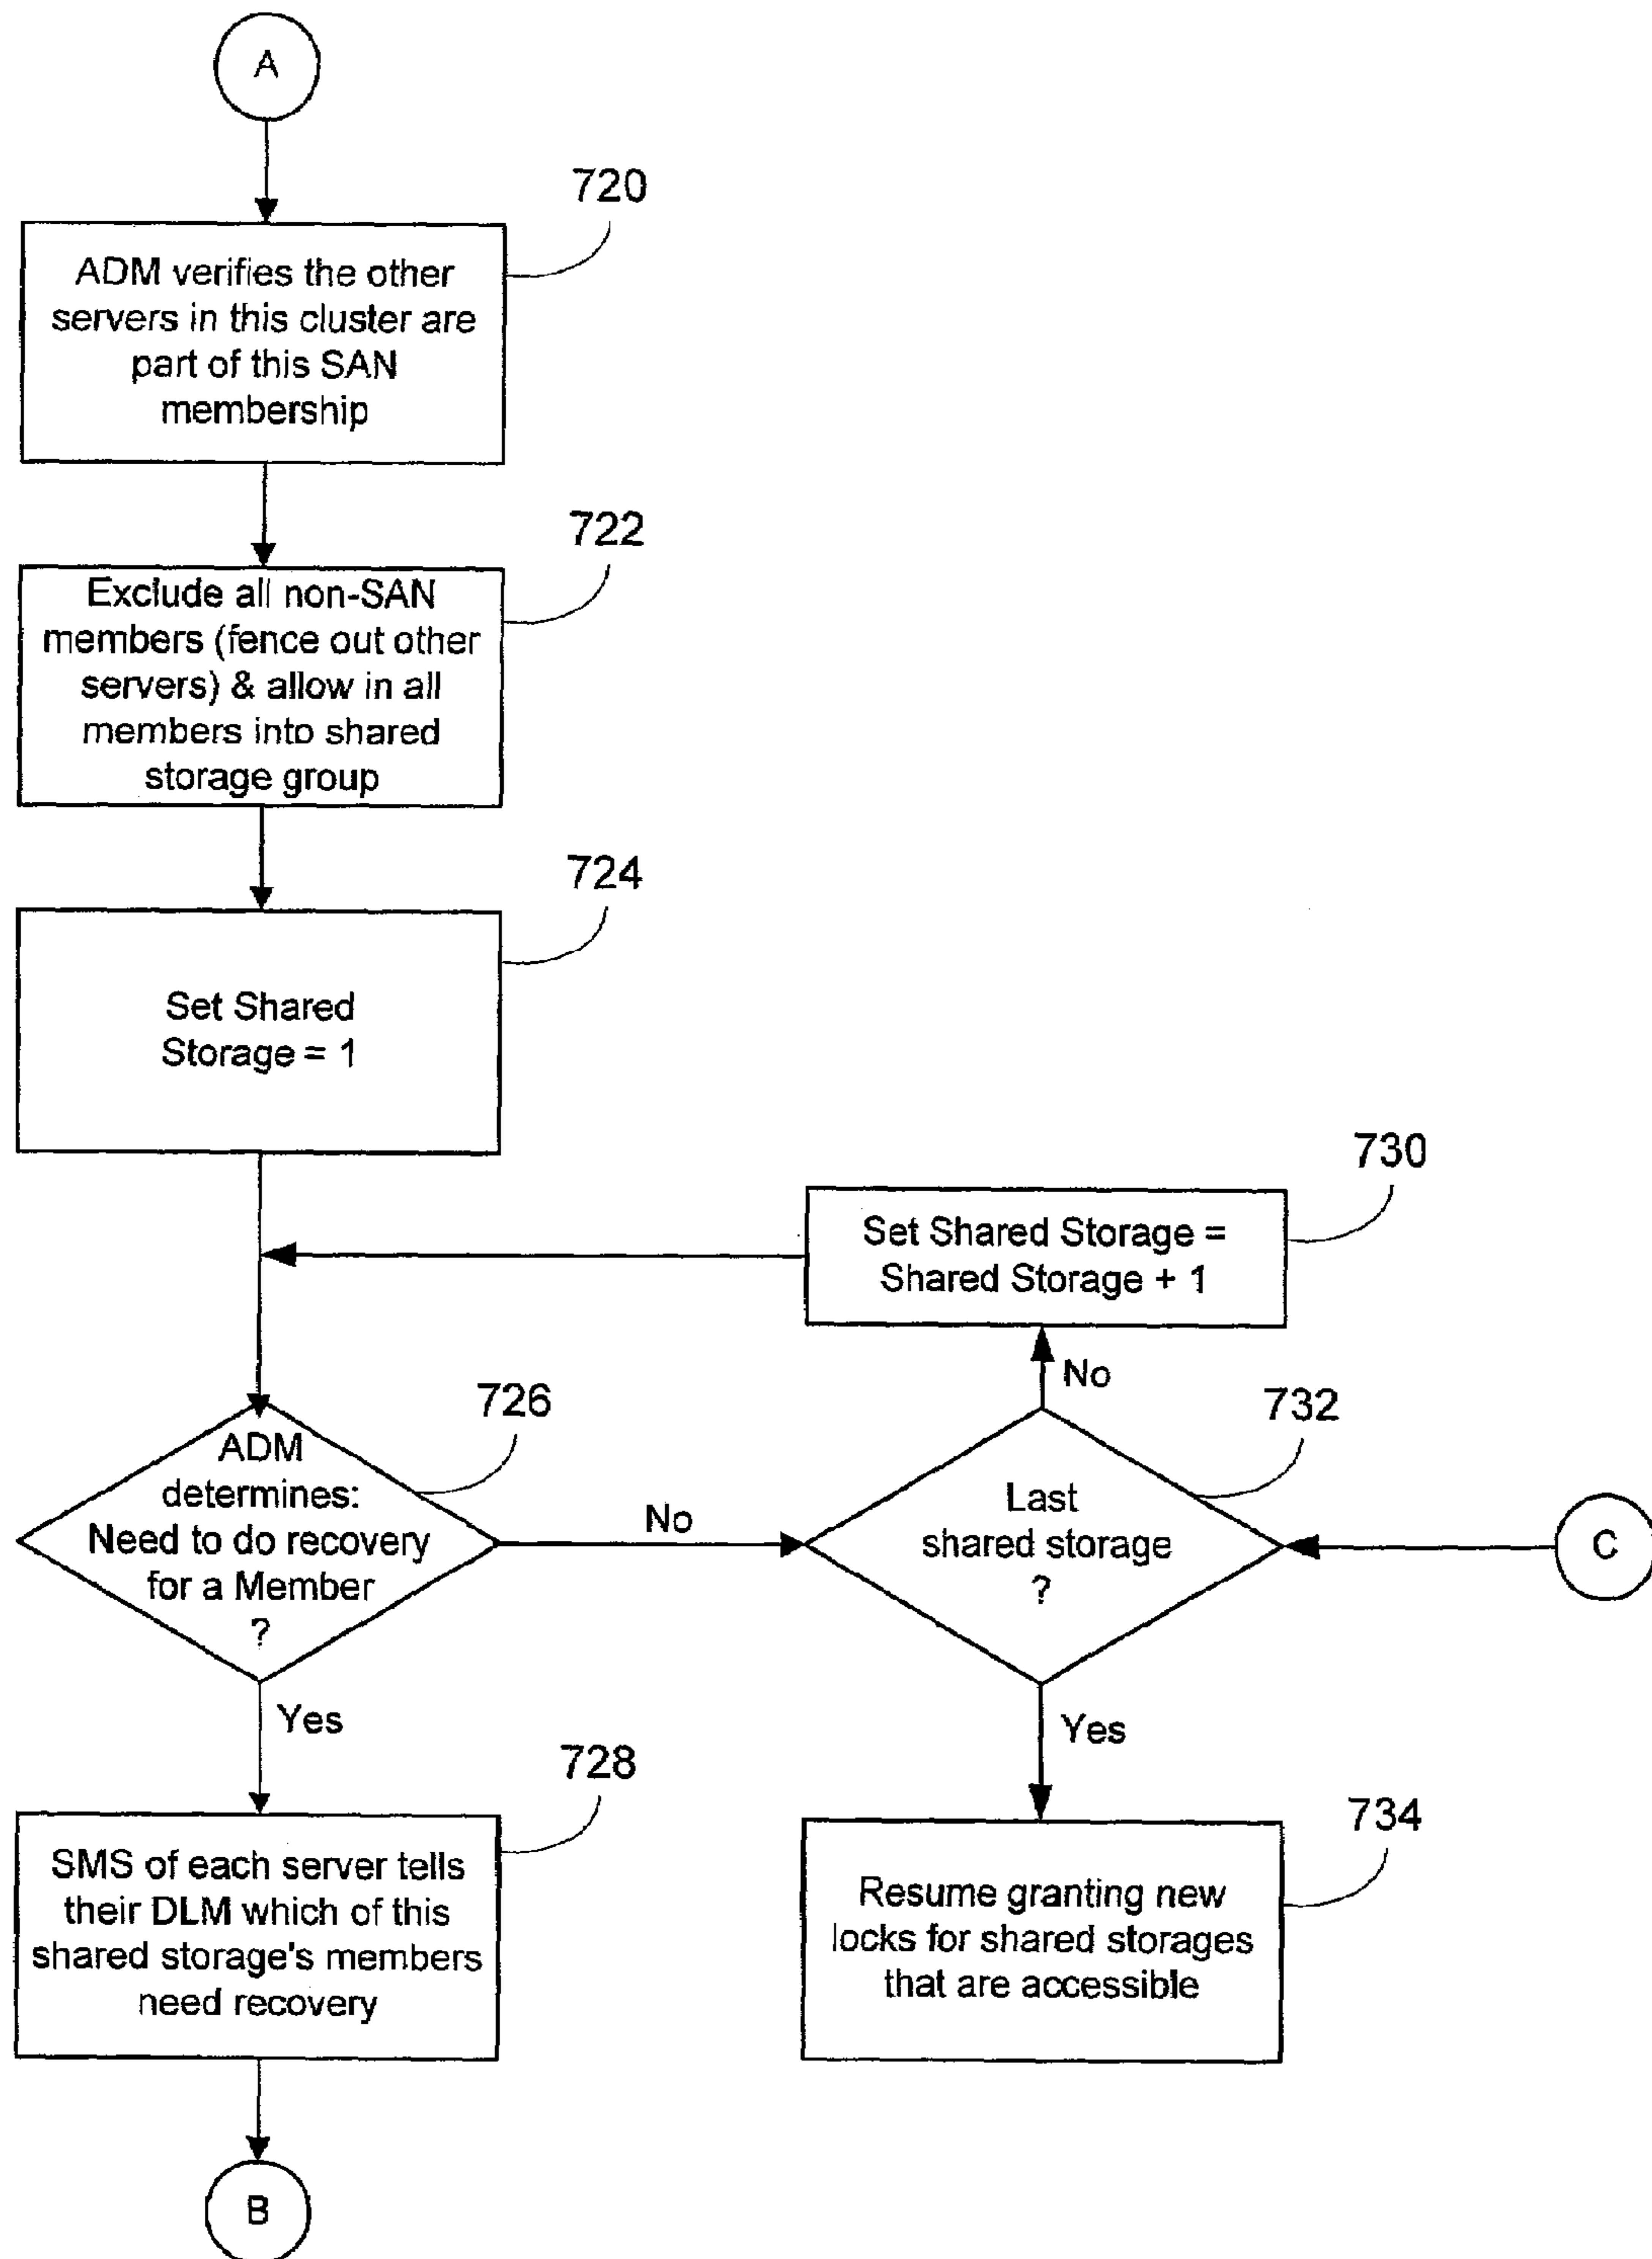 A
720
ADM verifies the other
servers in this cluster are
part of this SAN
membership
722
Exclude all non-SAN
members (fence out other
servers) & allow in all
members into shared
storage group
724
Set Shared
Storage = 1
730
Set Shared Storage =
Shared Storage + 1
No
726
ADM
determines:
Need to do recovery
for a Member
?
No
732
Last
shared storage
?
C
Yes
Yes
728
SMS of each server tells
their DLM which of this
shared storage's members
need recovery
734
Resume granting new
locks for shared storages
that are accessible
B